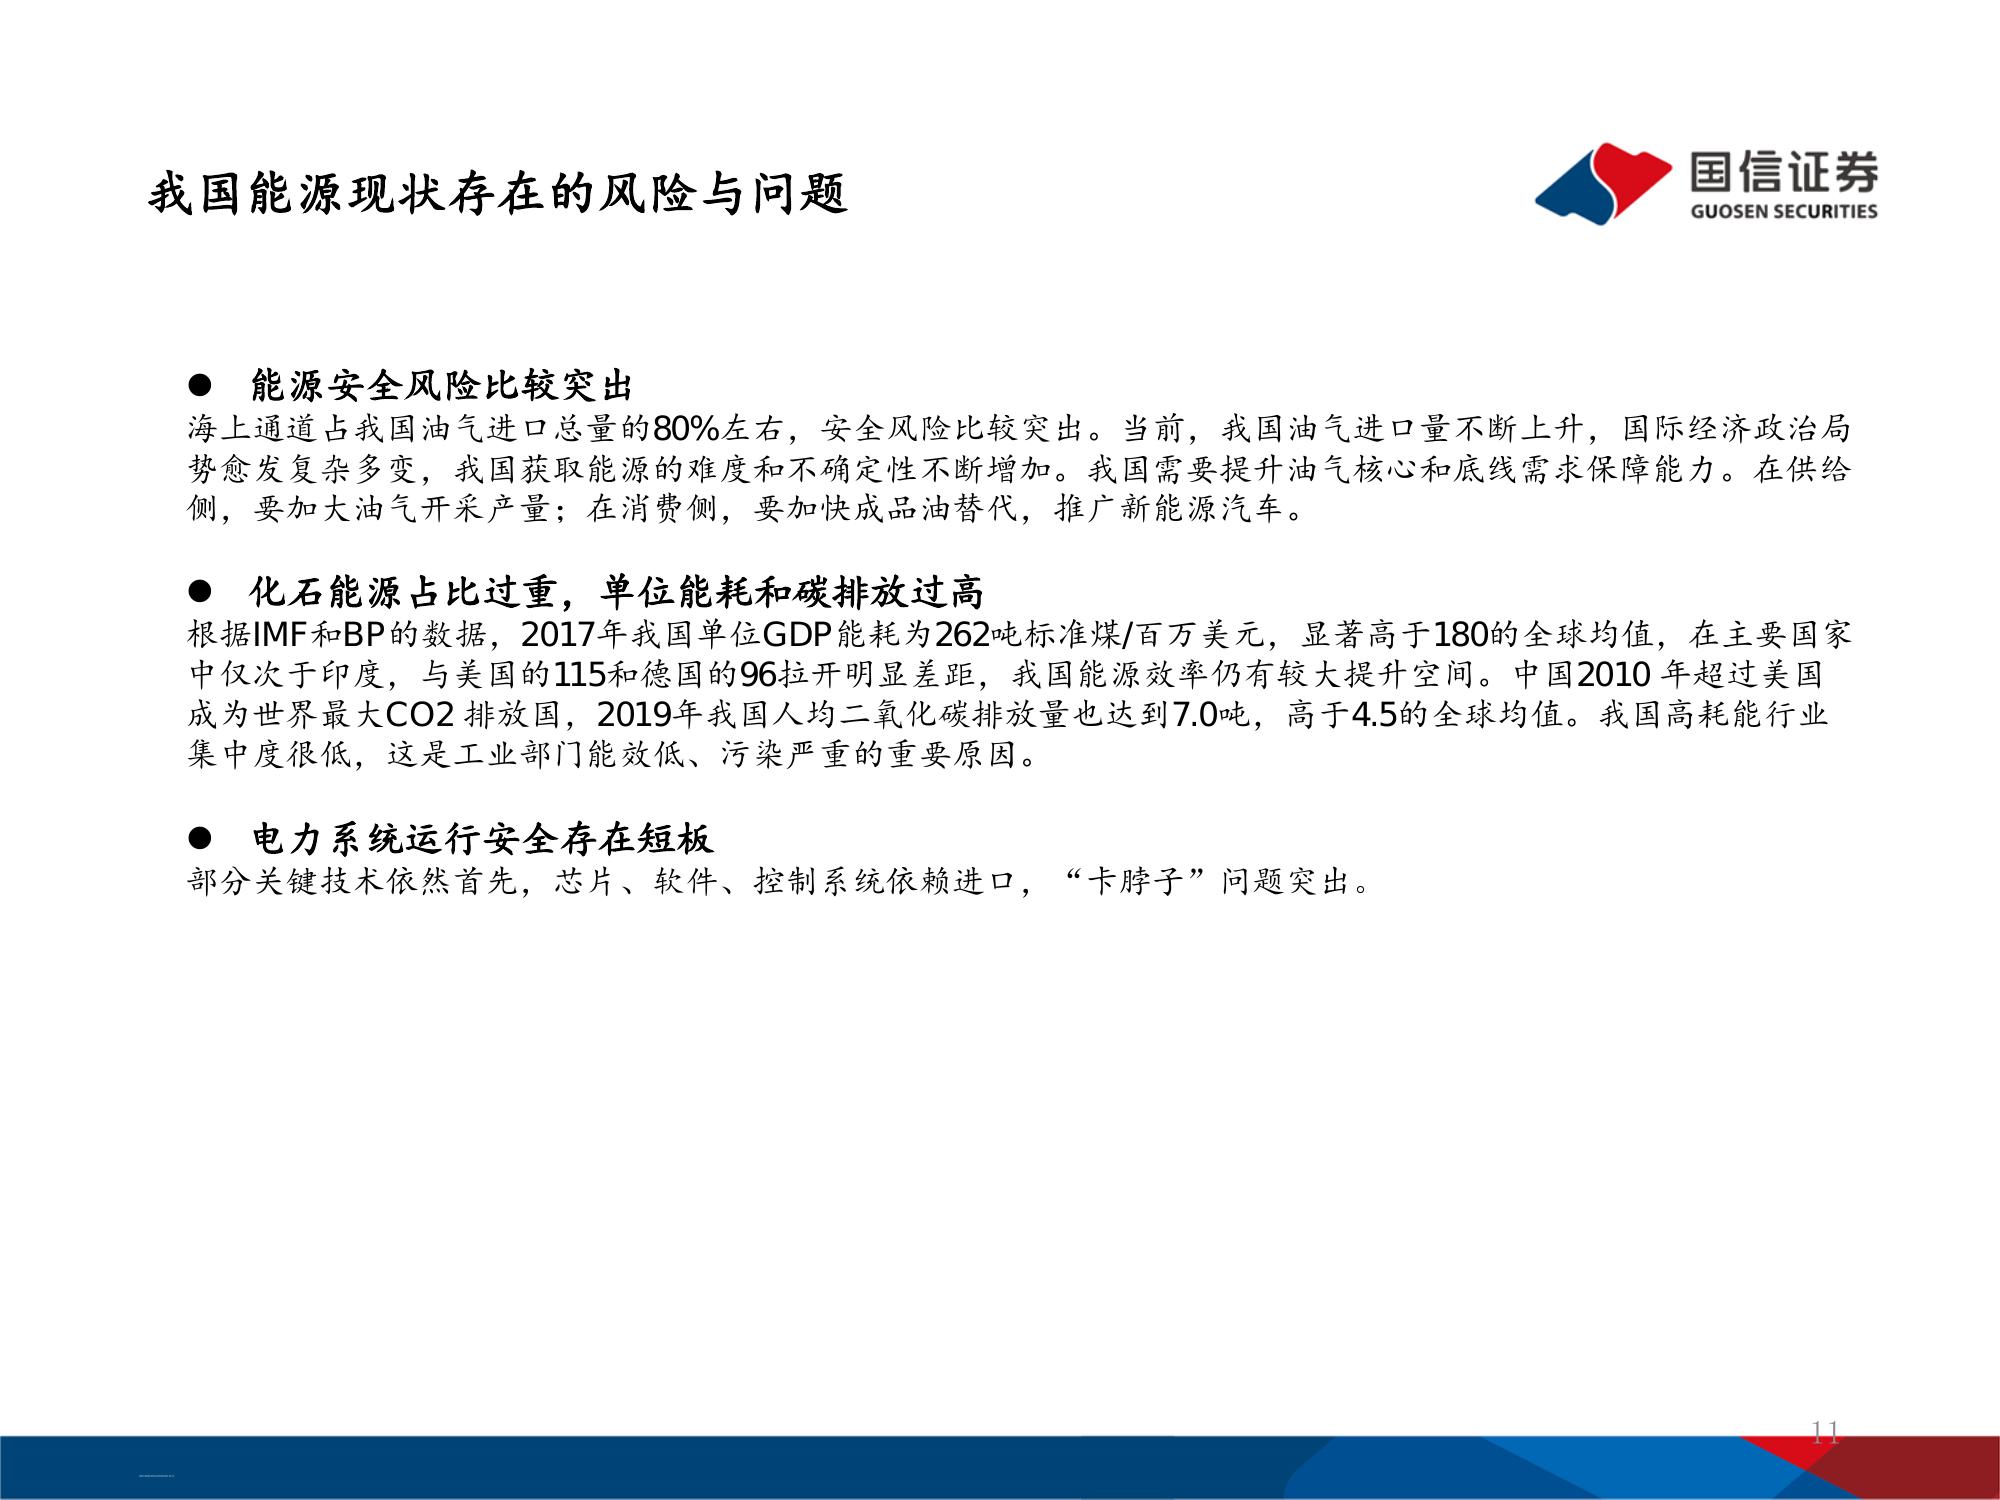 我国能源现状存在的风险与问题
国信证券
GUOSEN SECURITIES
● 能源安全风险比较突出
海上通道占我国油气进口总量的80%左右，安全风险比较突出。当前，我国油气进口量不断上升，国际经济政治局
势愈发复杂多变，我国获取能源的难度和不确定性不断增加。我国需要提升油气核心和底线需求保障能力。在供给
侧，要加大油气开采产量；在消费侧，要加快成品油替代，推广新能源汽车。
● 化石能源占比过重，单位能耗和碳排放过高
根据IMF和BP的数据，2017年我国单位GDP能耗为262吨标准煤/百万美元，显著高于180的全球均值，在主要国家
中仅次于印度，与美国的115和德国的96拉开明显差距，我国能源效率仍有较大提升空间。中国2010 年超过美国
成为世界最大CO2 排放国，2019年我国人均二氧化碳排放量也达到7.0吨，高于4.5的全球均值。我国高耗能行业
集中度很低，这是工业部门能效低、污染严重的重要原因。
● 电力系统运行安全存在短板
部分关键技术依然首先，芯片、软件、控制系统依赖进口，“卡脖子”问题突出。
11